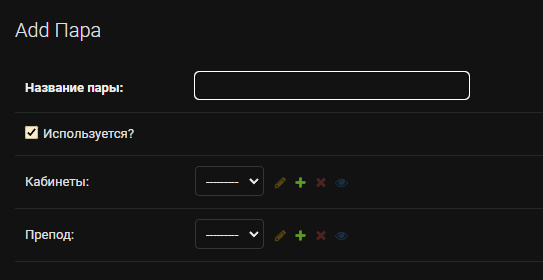 Add Пара
Название пары:
Используется?
Кабинеты: ---------
Препод: ---------